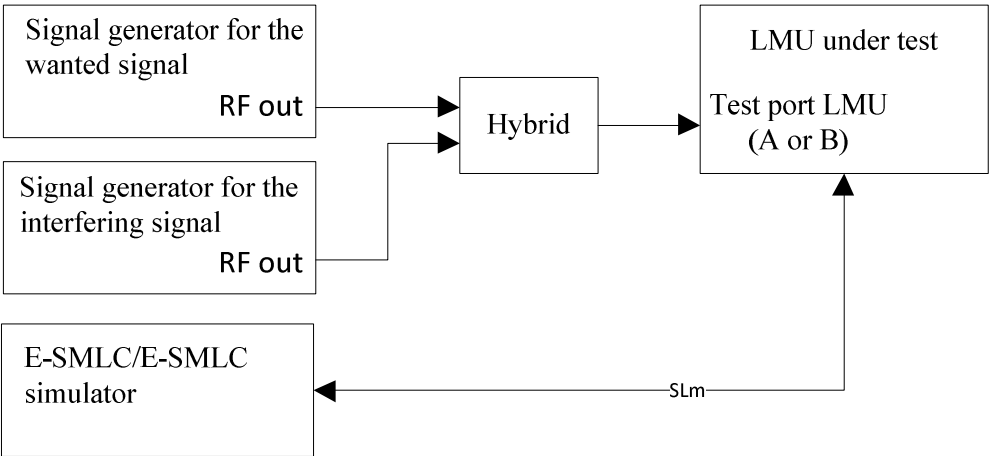 Signal generator for the
wanted signal
RF out
Signal generator for the
interfering signal
RF out
E-SMLC/E-SMLC
simulator
Hybrid
LMU under test
Test port LMU
(A or B)
SLm